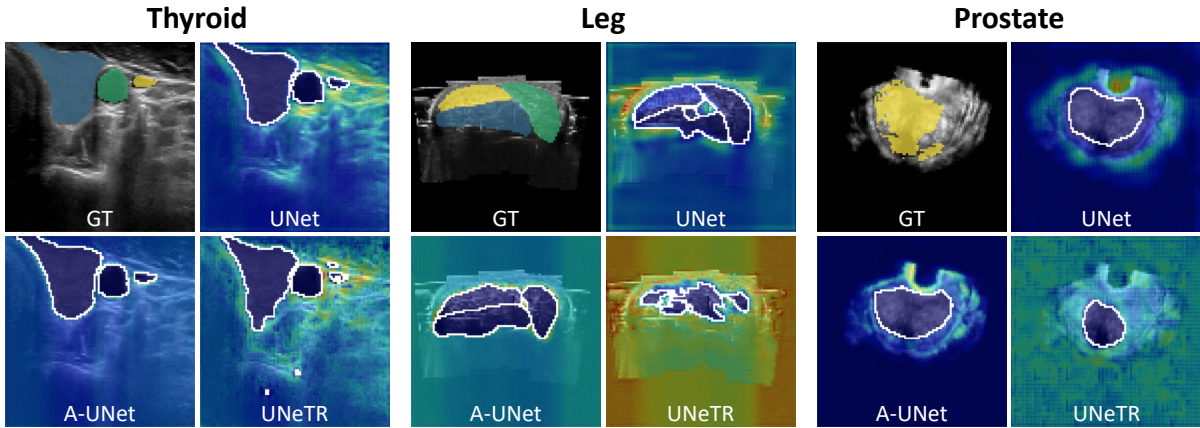 Thyroid
Leg
Prostate
GT
UNet
GT
UNet
GT
UNet
A-UNet
UNeTR
A-UNet
UNeTR
A-UNet
UNeTR